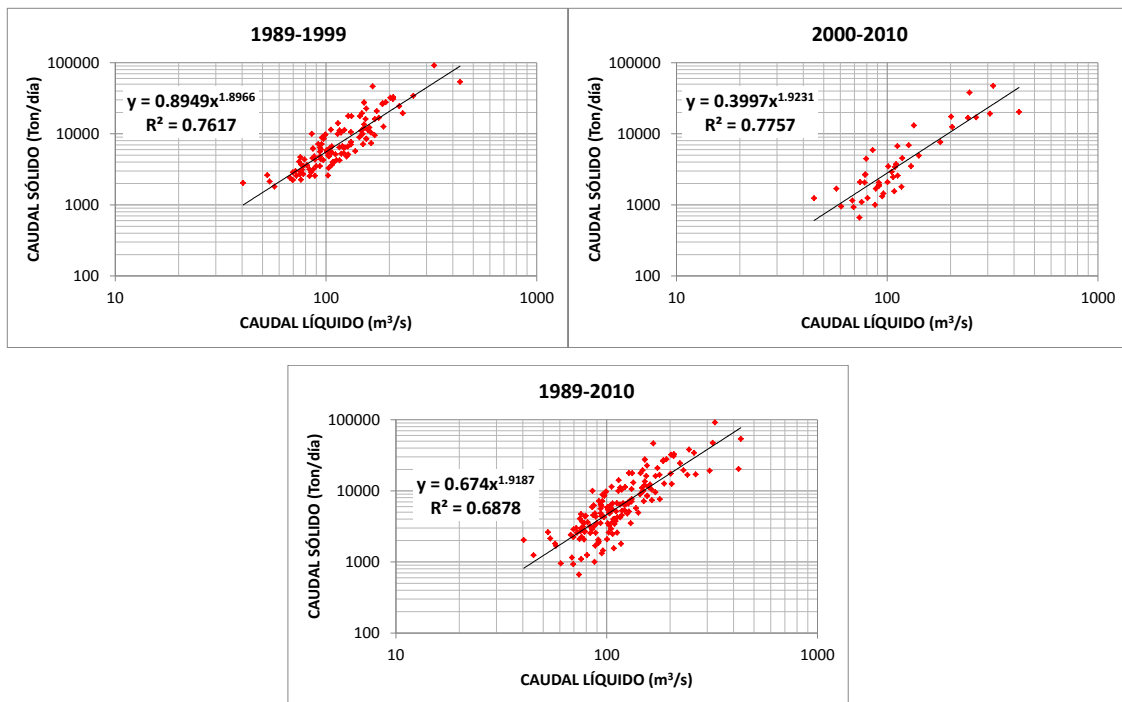 1989-1999
CAUDAL SÓLIDO (Ton/día)
100000
10000
1000
100
y = 0.8949x^1.8966
R² = 0.7617
10
100
1000
CAUDAL LÍQUIDO (m³/s)
2000-2010
CAUDAL SÓLIDO (Ton/día)
100000
10000
1000
100
y = 0.3997x^1.9231
R² = 0.7757
10
100
1000
CAUDAL LÍQUIDO (m³/s)
1989-2010
CAUDAL SÓLIDO (Ton/día)
100000
10000
1000
100
y = 0.674x^1.9187
R² = 0.6878
10
100
1000
CAUDAL LÍQUIDO (m³/s)